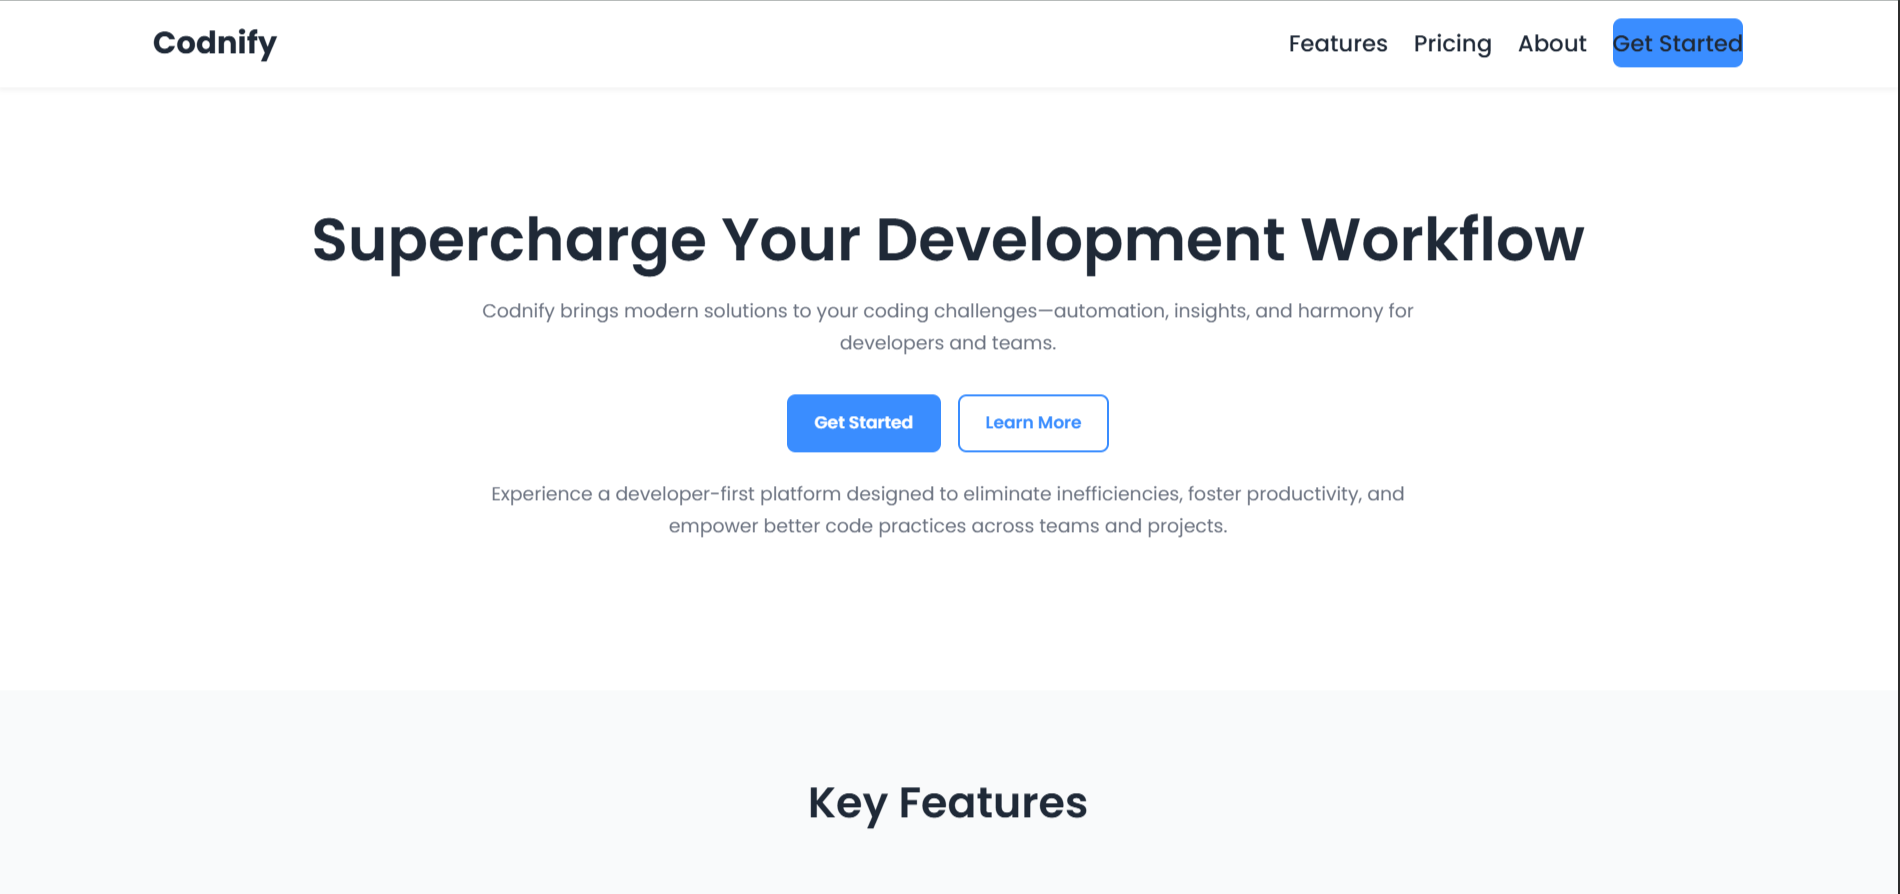 Codnify
Features
Pricing
About
Get Started
Supercharge Your Development Workflow
Codnify brings modern solutions to your coding challenges—automation, insights, and harmony for
developers and teams.
Get Started
Learn More
Experience a developer-first platform designed to eliminate inefficiencies, foster productivity, and
empower better code practices across teams and projects.
Key Features